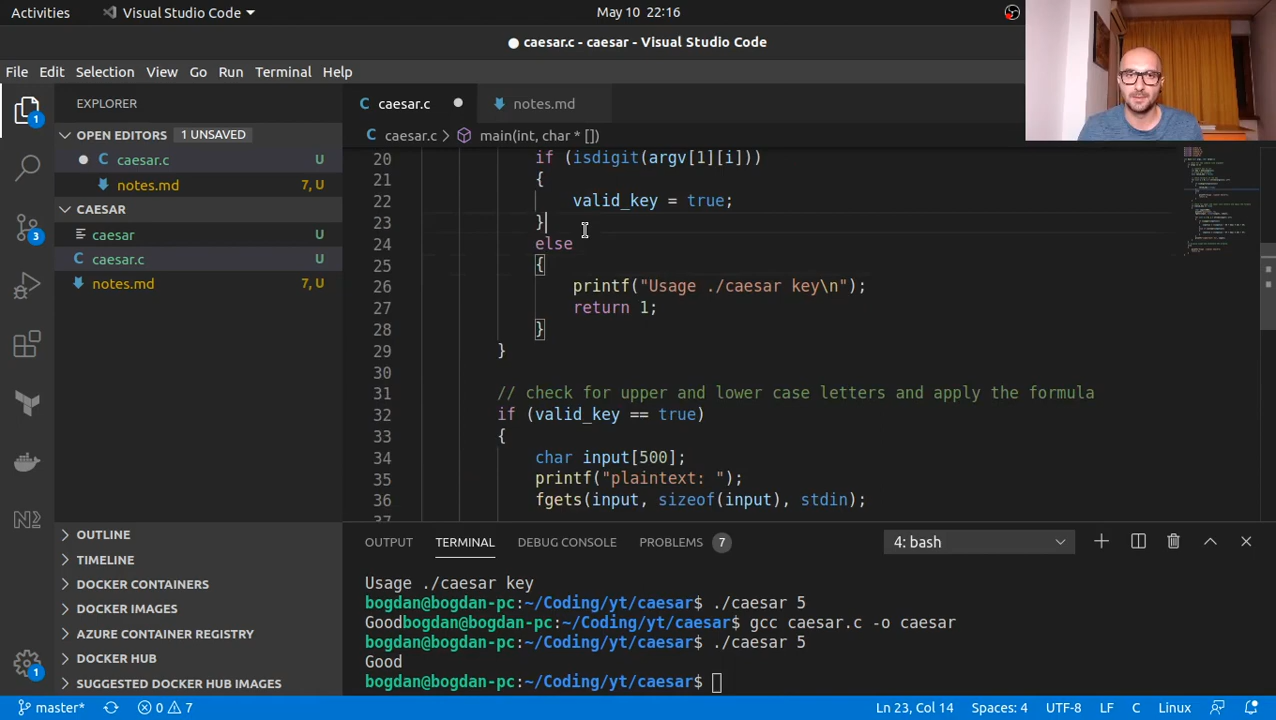 Activities Visual Studio Code May 10 22:16
caesar.c - caesar - Visual Studio Code
File Edit Selection View Go Run Terminal Help
EXPLORER
OPEN EDITORS 1 UNSAVED
caesar.c U
notes.md 7, U
CAESAR
caesar U
caesar.c U
notes.md 7, U
OUTLINE
TIMELINE
DOCKER CONTAINERS
DOCKER IMAGES
AZURE CONTAINER REGISTRY
DOCKER HUB
SUGGESTED DOCKER HUB IMAGES
1
3
1
caesar.c notes.md
caesar.c > main(int, char * [])
20 if (isdigit(argv[1][i]))
21 {
22 valid_key = true;
23 }
24 else
25 {
26 printf("Usage ./caesar key\n");
27 return 1;
28 }
29 }
30
31 // check for upper and lower case letters and apply the formula
32 if (valid_key == true)
33 {
34 char input[500];
35 printf("plaintext: ");
36 fgets(input, sizeof(input), stdin);
37
OUTPUT TERMINAL DEBUG CONSOLE PROBLEMS 7 4: bash
Usage ./caesar key
bogdan@bogdan-pc:~/Coding/yt/caesar$ ./caesar 5
Goodbogdan@bogdan-pc:~/Coding/yt/caesar$ gcc caesar.c -o caesar
bogdan@bogdan-pc:~/Coding/yt/caesar$ ./caesar 5
Good
bogdan@bogdan-pc:~/Coding/yt/caesar$
master* 0 7 Ln 23, Col 14 Spaces: 4 UTF-8 LF C Linux